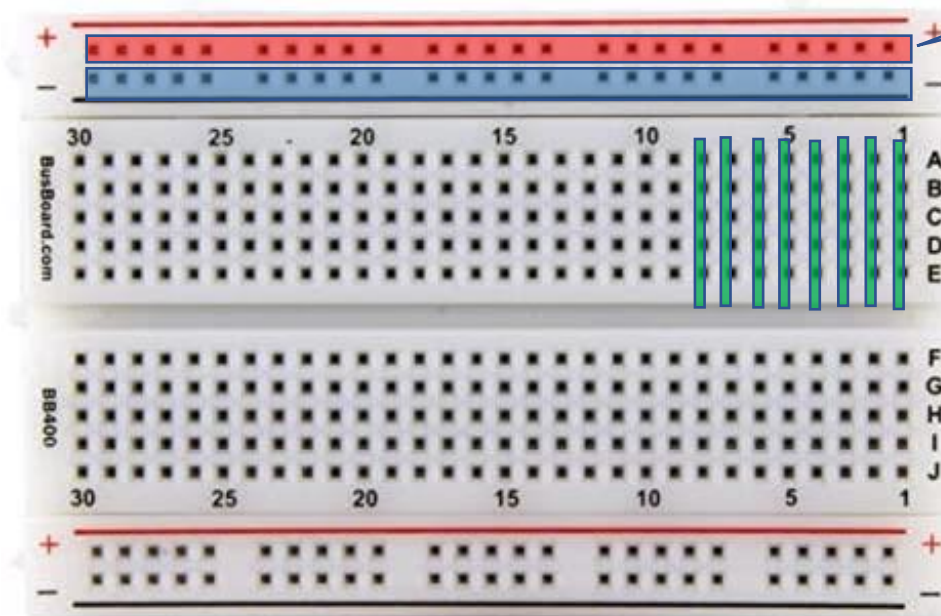 + +
— —
30 25 20 15 10 5 1
A
B
C
D
E
BusBoard.com
F
G
H
I
J
BB400
30 25 20 15 10 5 1
+ +
— —